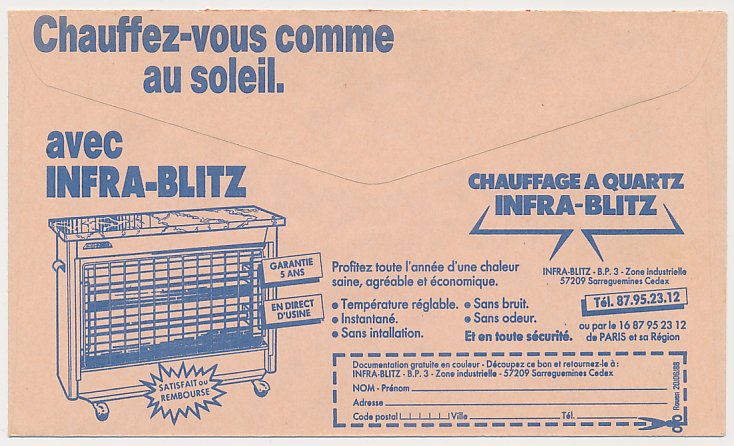 Chauffez-vous comme
au soleil.
avec
INFRA-BLITZ
GARANTIE
5 ANS
EN DIRECT
D'USINE
SATISFAIT ou
REMBOURSE
CHAUFFAGE A QUARTZ
INFRA-BLITZ
INFRA-BLITZ - B.P. 3 - Zone industrielle
57209 Sarreguemines Cedex
Tél. 87.95.23.12
ou par le 16 87 95 23 12
de PARIS et sa Région
Profitez toute l'année d'une chaleur
saine, agréable et économique.
• Température réglable. • Sans bruit.
• Instantané. • Sans odeur.
• Sans intallation. Et en toute sécurité.
Documentation gratuite en couleur - Découpez ce bon et retournez-le à :
INFRA-BLITZ - B.P. 3 - Zone industrielle - 57209 Sarreguemines Cedex
NOM - Prénom
Adresse
Code postal Ville Tél.
Rouen 20/06/88